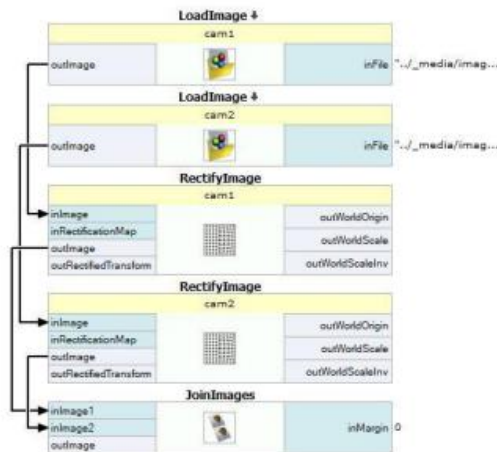 LoadImage
cam1
outImage
inFile "../_media/imag...
LoadImage
cam2
outImage
inFile "../_media/imag...
RectifyImage
cam1
inImage
outWorldOrigin
inRectificationMap
outWorldScale
outImage
outRectifiedTransform
outWorldScaleInv
RectifyImage
cam2
inImage
outWorldOrigin
inRectificationMap
outWorldScale
outImage
outRectifiedTransform
outWorldScaleInv
JoinImages
inImage1
inImage2
inMargin 0
outImage